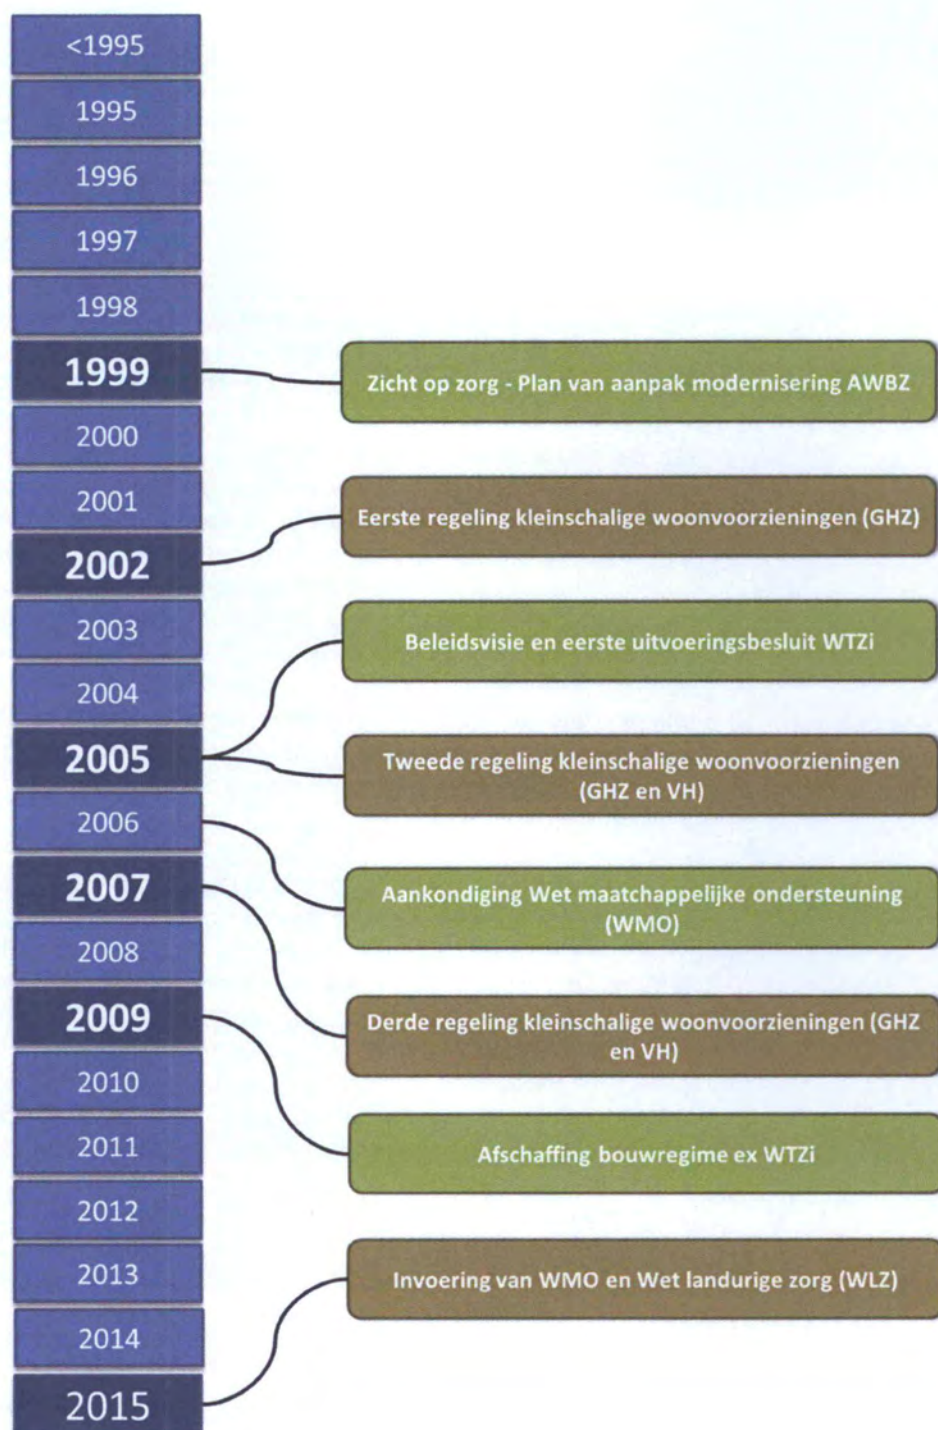 <1995
1995
1996
1997
1998
1999
Zicht op zorg - Plan van aanpak modernisering AWBZ
2000
2001
Eerste regeling kleinschalige woonvoorzieningen (GHZ)
2002
2003
Beleidsvisie en eerste uitvoeringsbesluit WTZi
2004
2005
Tweede regeling kleinschalige woonvoorzieningen
(GHZ en VH)
2006
2007
Aankondiging Wet maatchappelijke ondersteuning
(WMO)
2008
2009
Derde regeling kleinschalige woonvoorzieningen (GHZ
en VH)
2010
2011
Afschaffing bouwregime ex WTZi
2012
2013
Invoering van WMO en Wet landurige zorg (WLZ)
2014
2015